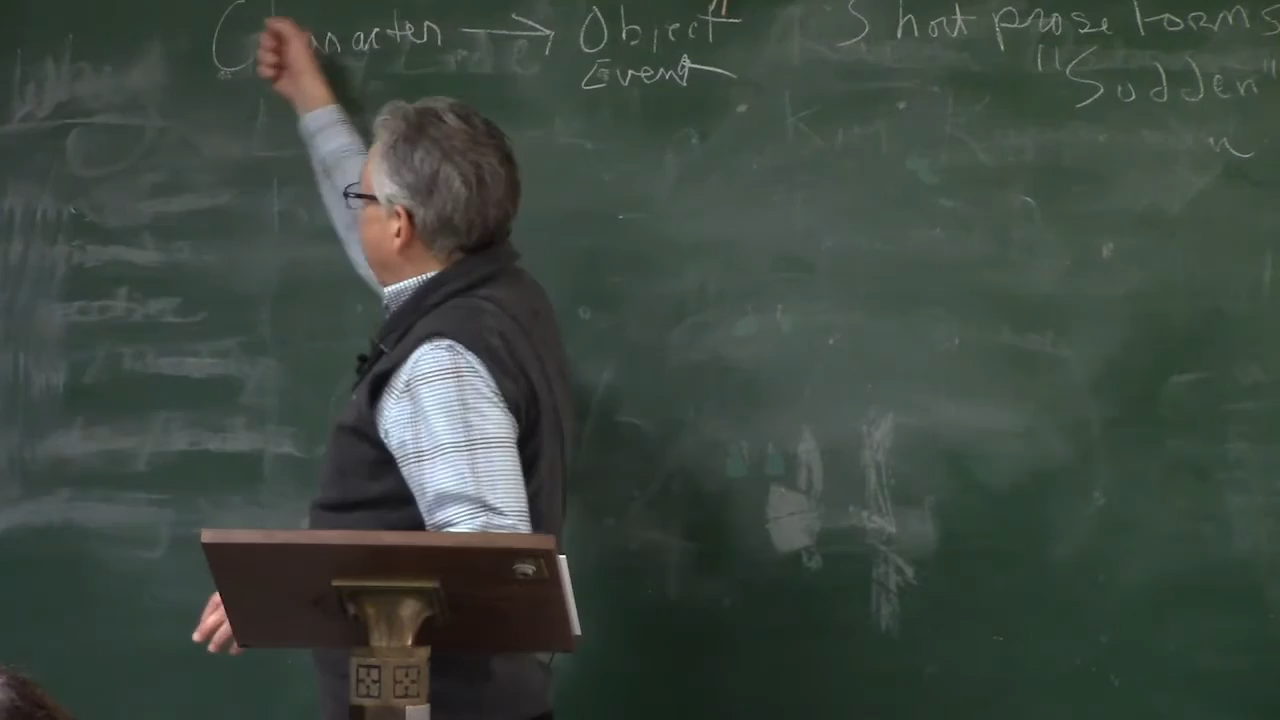 Character → Object"
Event
Short prose forms
"Sudden"